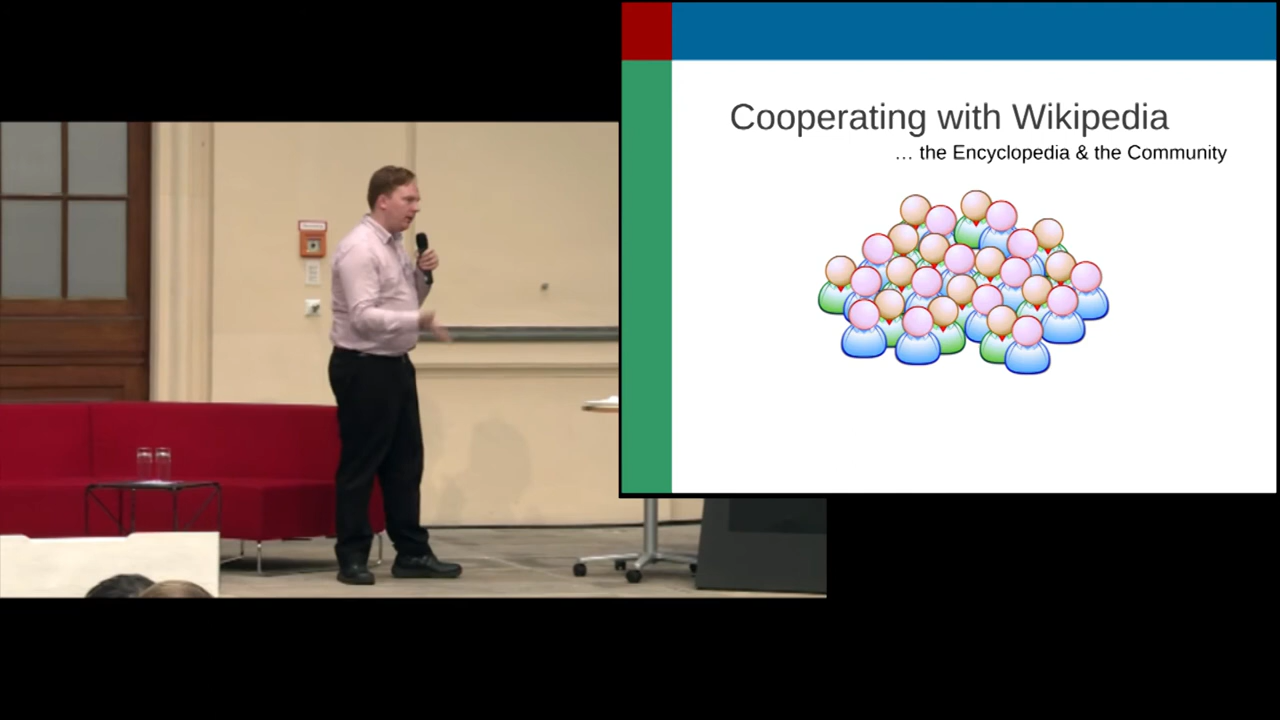 Cooperating with Wikipedia
… the Encyclopedia & the Community